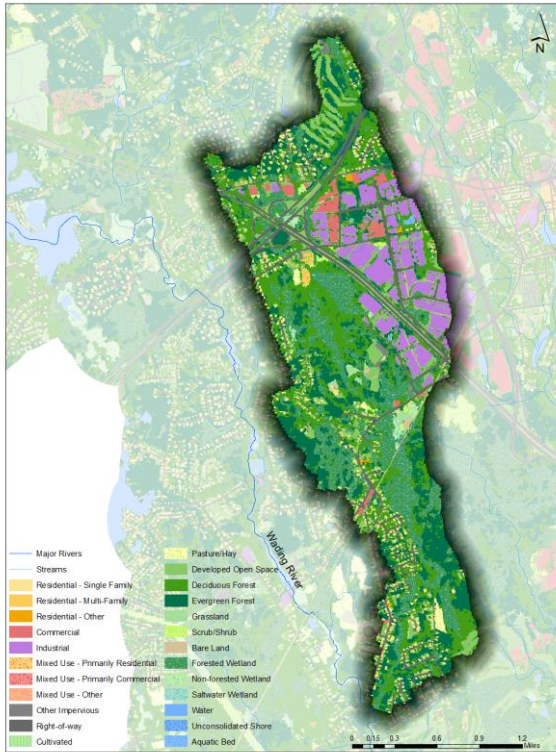 N
Wading River
Major Rivers
Streams
Residential - Single Family
Residential - Multi-Family
Residential - Other
Commercial
Industrial
Mixed Use - Primarily Residential
Mixed Use - Primarily Commercial
Mixed Use - Other
Other Impervious
Right-of-way
Cultivated
Pasture/Hay
Developed Open Space
Deciduous Forest
Evergreen Forest
Grassland
Scrub/Shrub
Bare Land
Forested Wetland
Non-forested Wetland
Saltwater Wetland
Water
Unconsolidated Shore
Aquatic Bed
0 0.15 0.3 0.6 0.9 1.2
Miles